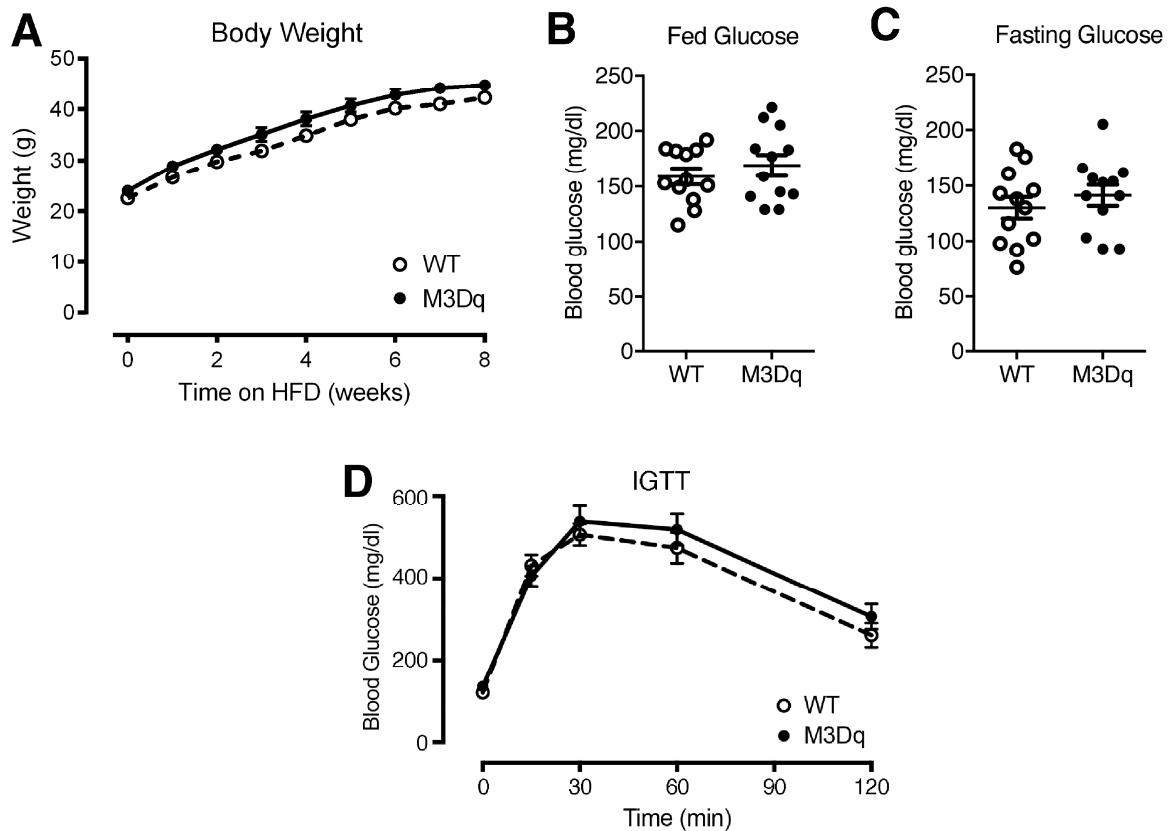 A
Body Weight
50
40
30
20
10
0
Weight (g)
WT
M3Dq
0
2
4
6
8
Time on HFD (weeks)
B
Fed Glucose
250
200
150
100
50
0
Blood glucose (mg/dl)
WT
M3Dq
C
Fasting Glucose
250
200
150
100
50
0
Blood glucose (mg/dl)
WT
M3Dq
D
IGTT
600
400
200
0
Blood Glucose (mg/dl)
WT
M3Dq
0
30
60
90
120
Time (min)